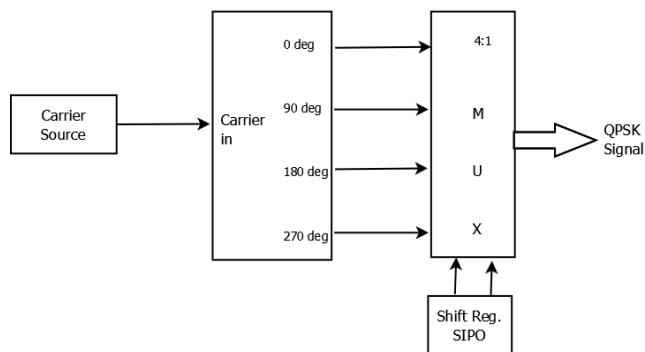 Carrier
Source
Carrier
in
0 deg
90 deg
180 deg
270 deg
4:1
M
U
X
QPSK
Signal
Shift Reg.
SIPO